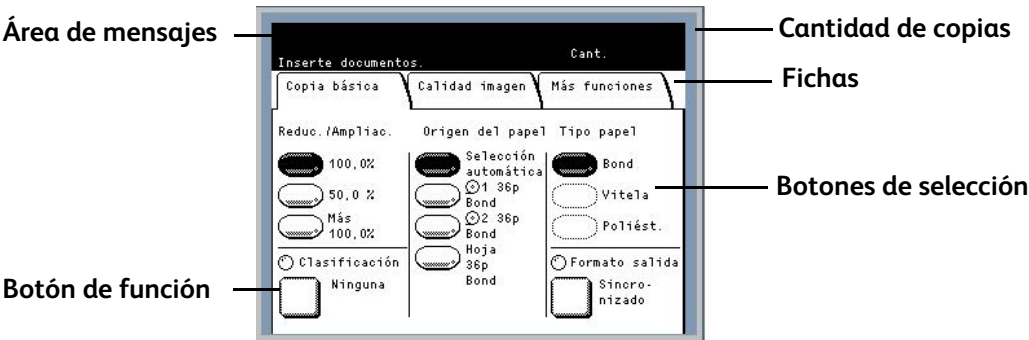 Área de mensajes
Cantidad de copias
Cant.
Inserte documentos.
Fichas
Copia básica
Calidad imagen
Más funciones
Reduc./Ampliac.
100,0%
50,0 %
Más
100,0%
Origen del papel
Selección
automática
1 36p
Bond
2 36p
Bond
Hoja
36p
Bond
Tipo papel
Bond
Vitela
Poliést.
Botones de selección
Clasificación
Ninguna
Formato salida
Sincro-
nizado
Botón de función